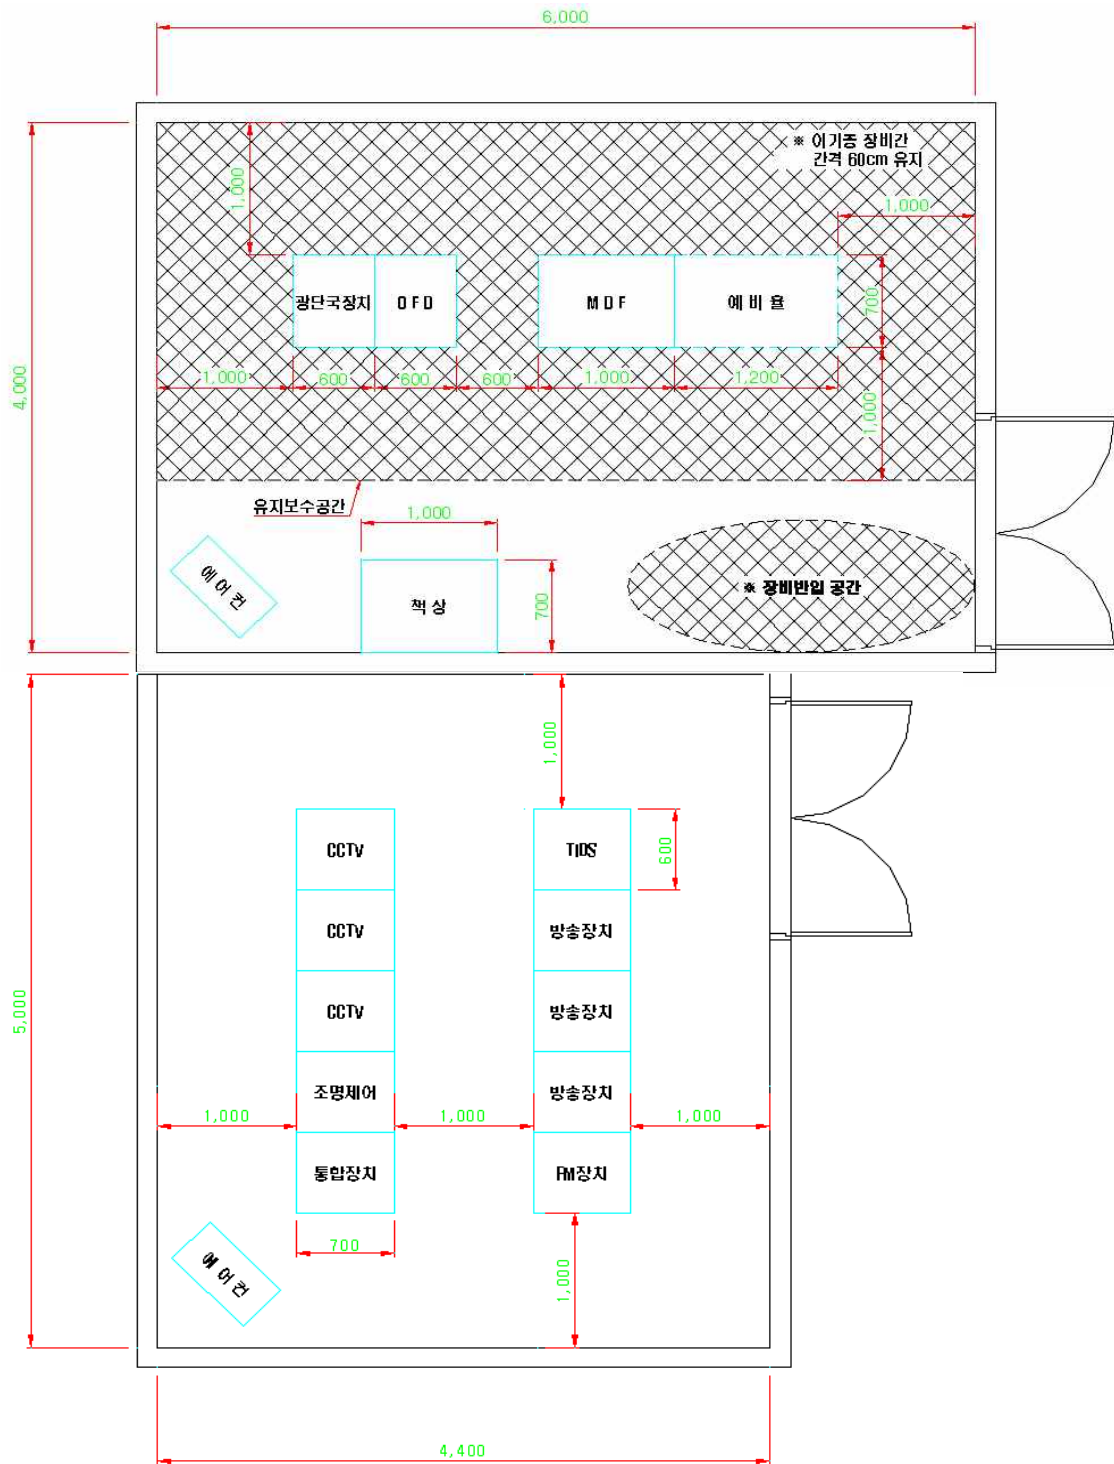 6,000
※ 이기종 장비간
간격 60cm 유지
1,000
1,000
광단국장치
OFD
MDF
예비율
700
4,000
1,000
600
600
600
1,000
1,200
1,000
유지보수공간
1,000
에어컨
책상
700
※ 장비반입 공간
1,000
CCTV
TIDS
600
CCTV
방송장치
5,000
CCTV
방송장치
조명제어
방송장치
1,000
1,000
1,000
통합장치
FM장치
700
에어컨
1,000
4,400